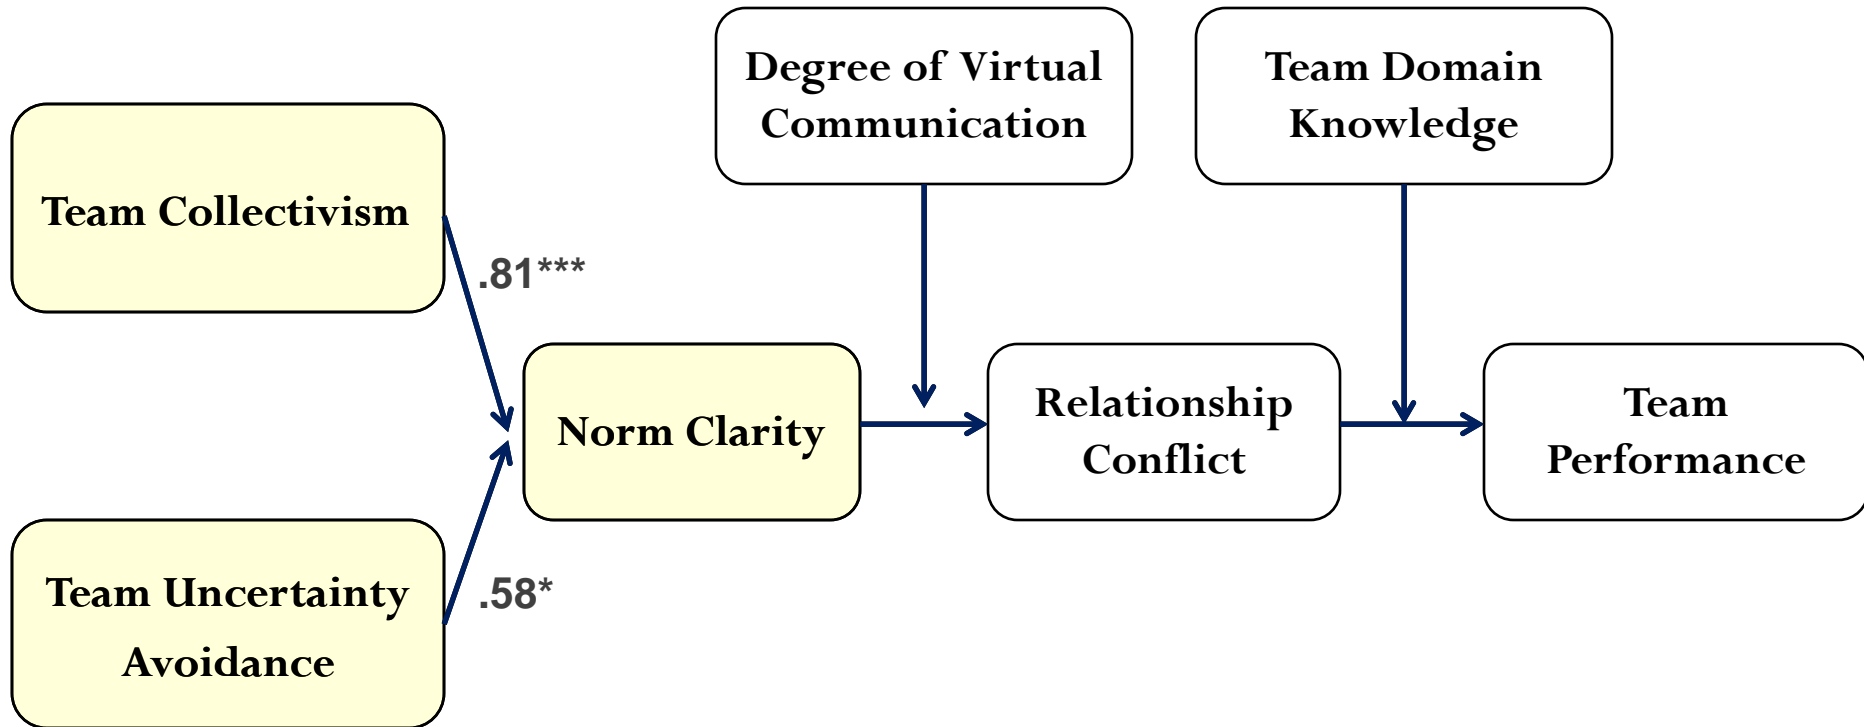 Degree of Virtual
Communication
Team Domain
Knowledge
Team Collectivism
.81***
Norm Clarity
Relationship
Conflict
Team
Performance
.58*
Team Uncertainty
Avoidance